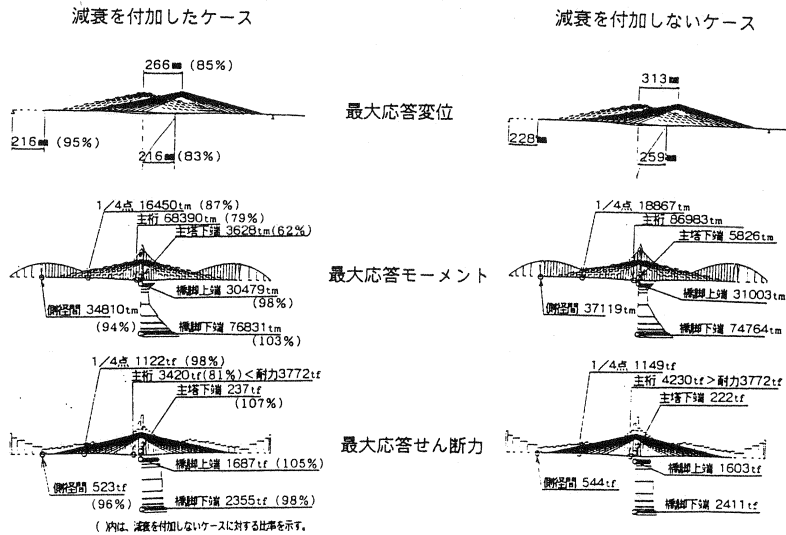 減衰を付加したケース
減衰を付加しないケース
266mm (85%)
最大応答変位
216mm (95%)
216mm (83%)
313mm
228mm
259mm
1/4点 16450tm (87%)
主桁 68390tm (79%)
主塔下端 3628tm(62%)
最大応答モーメント
橋脚上端 30479tm
(98%)
側径間 34810tm
(94%)
橋脚下端 76831tm
(103%)
1/4点 18867tm
主桁 86983tm
主塔下端 5826tm
橋脚上端 31003tm
側径間 37119tm
橋脚下端 74764tm
1/4点 1122tf (98%)
主桁 3420tf(81%)<耐力3772tf
主塔下端 237tf
(107%)
最大応答せん断力
橋脚上端 1687tf (105%)
側径間 523tf
(96%)
橋脚下端 2355tf (98%)
1/4点 1149tf
主桁 4230tf>耐力3772tf
主塔下端 222tf
橋脚上端 1603tf
側径間 544tf
橋脚下端 2411tf
( )内は、減衰を付加しないケースに対する比率を示す。